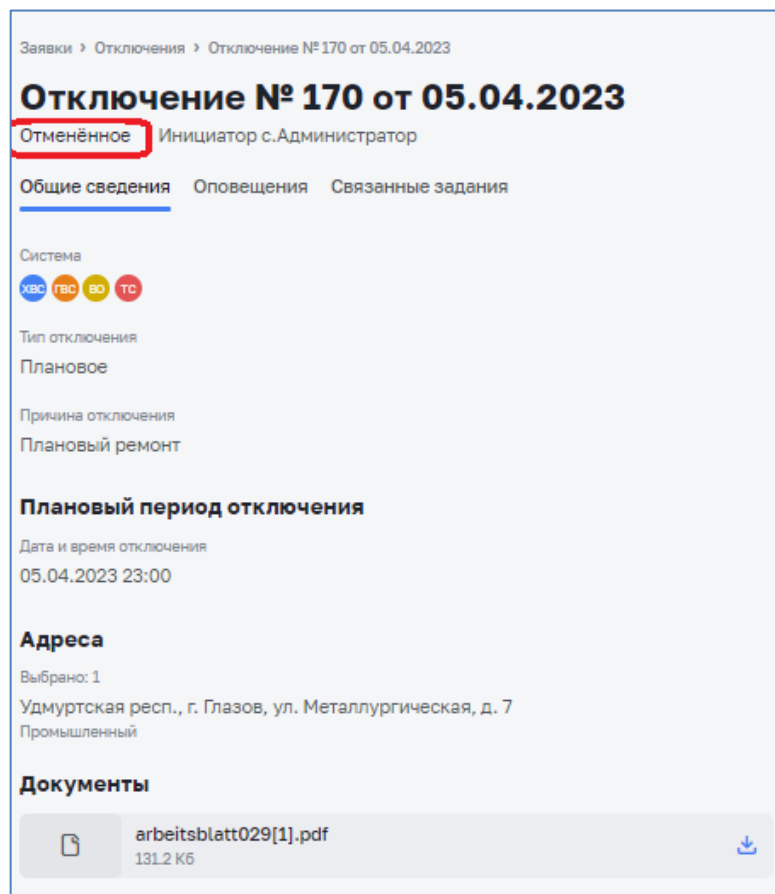 Заявки > Отключения > Отключение № 170 от 05.04.2023
Отключение № 170 от 05.04.2023
Отменённое Инициатор с.Администратор
Общие сведения Оповещения Связанные задания
Система
ХВС ГВС ВО ТС
Тип отключения
Плановое
Причина отключения
Плановый ремонт
Плановый период отключения
Дата и время отключения
05.04.2023 23:00
Адреса
Выбрано: 1
Удмуртская респ., г. Глазов, ул. Металлургическая, д. 7
Промышленный
Документы
arbeitsblatt029[1].pdf
131.2 Кб